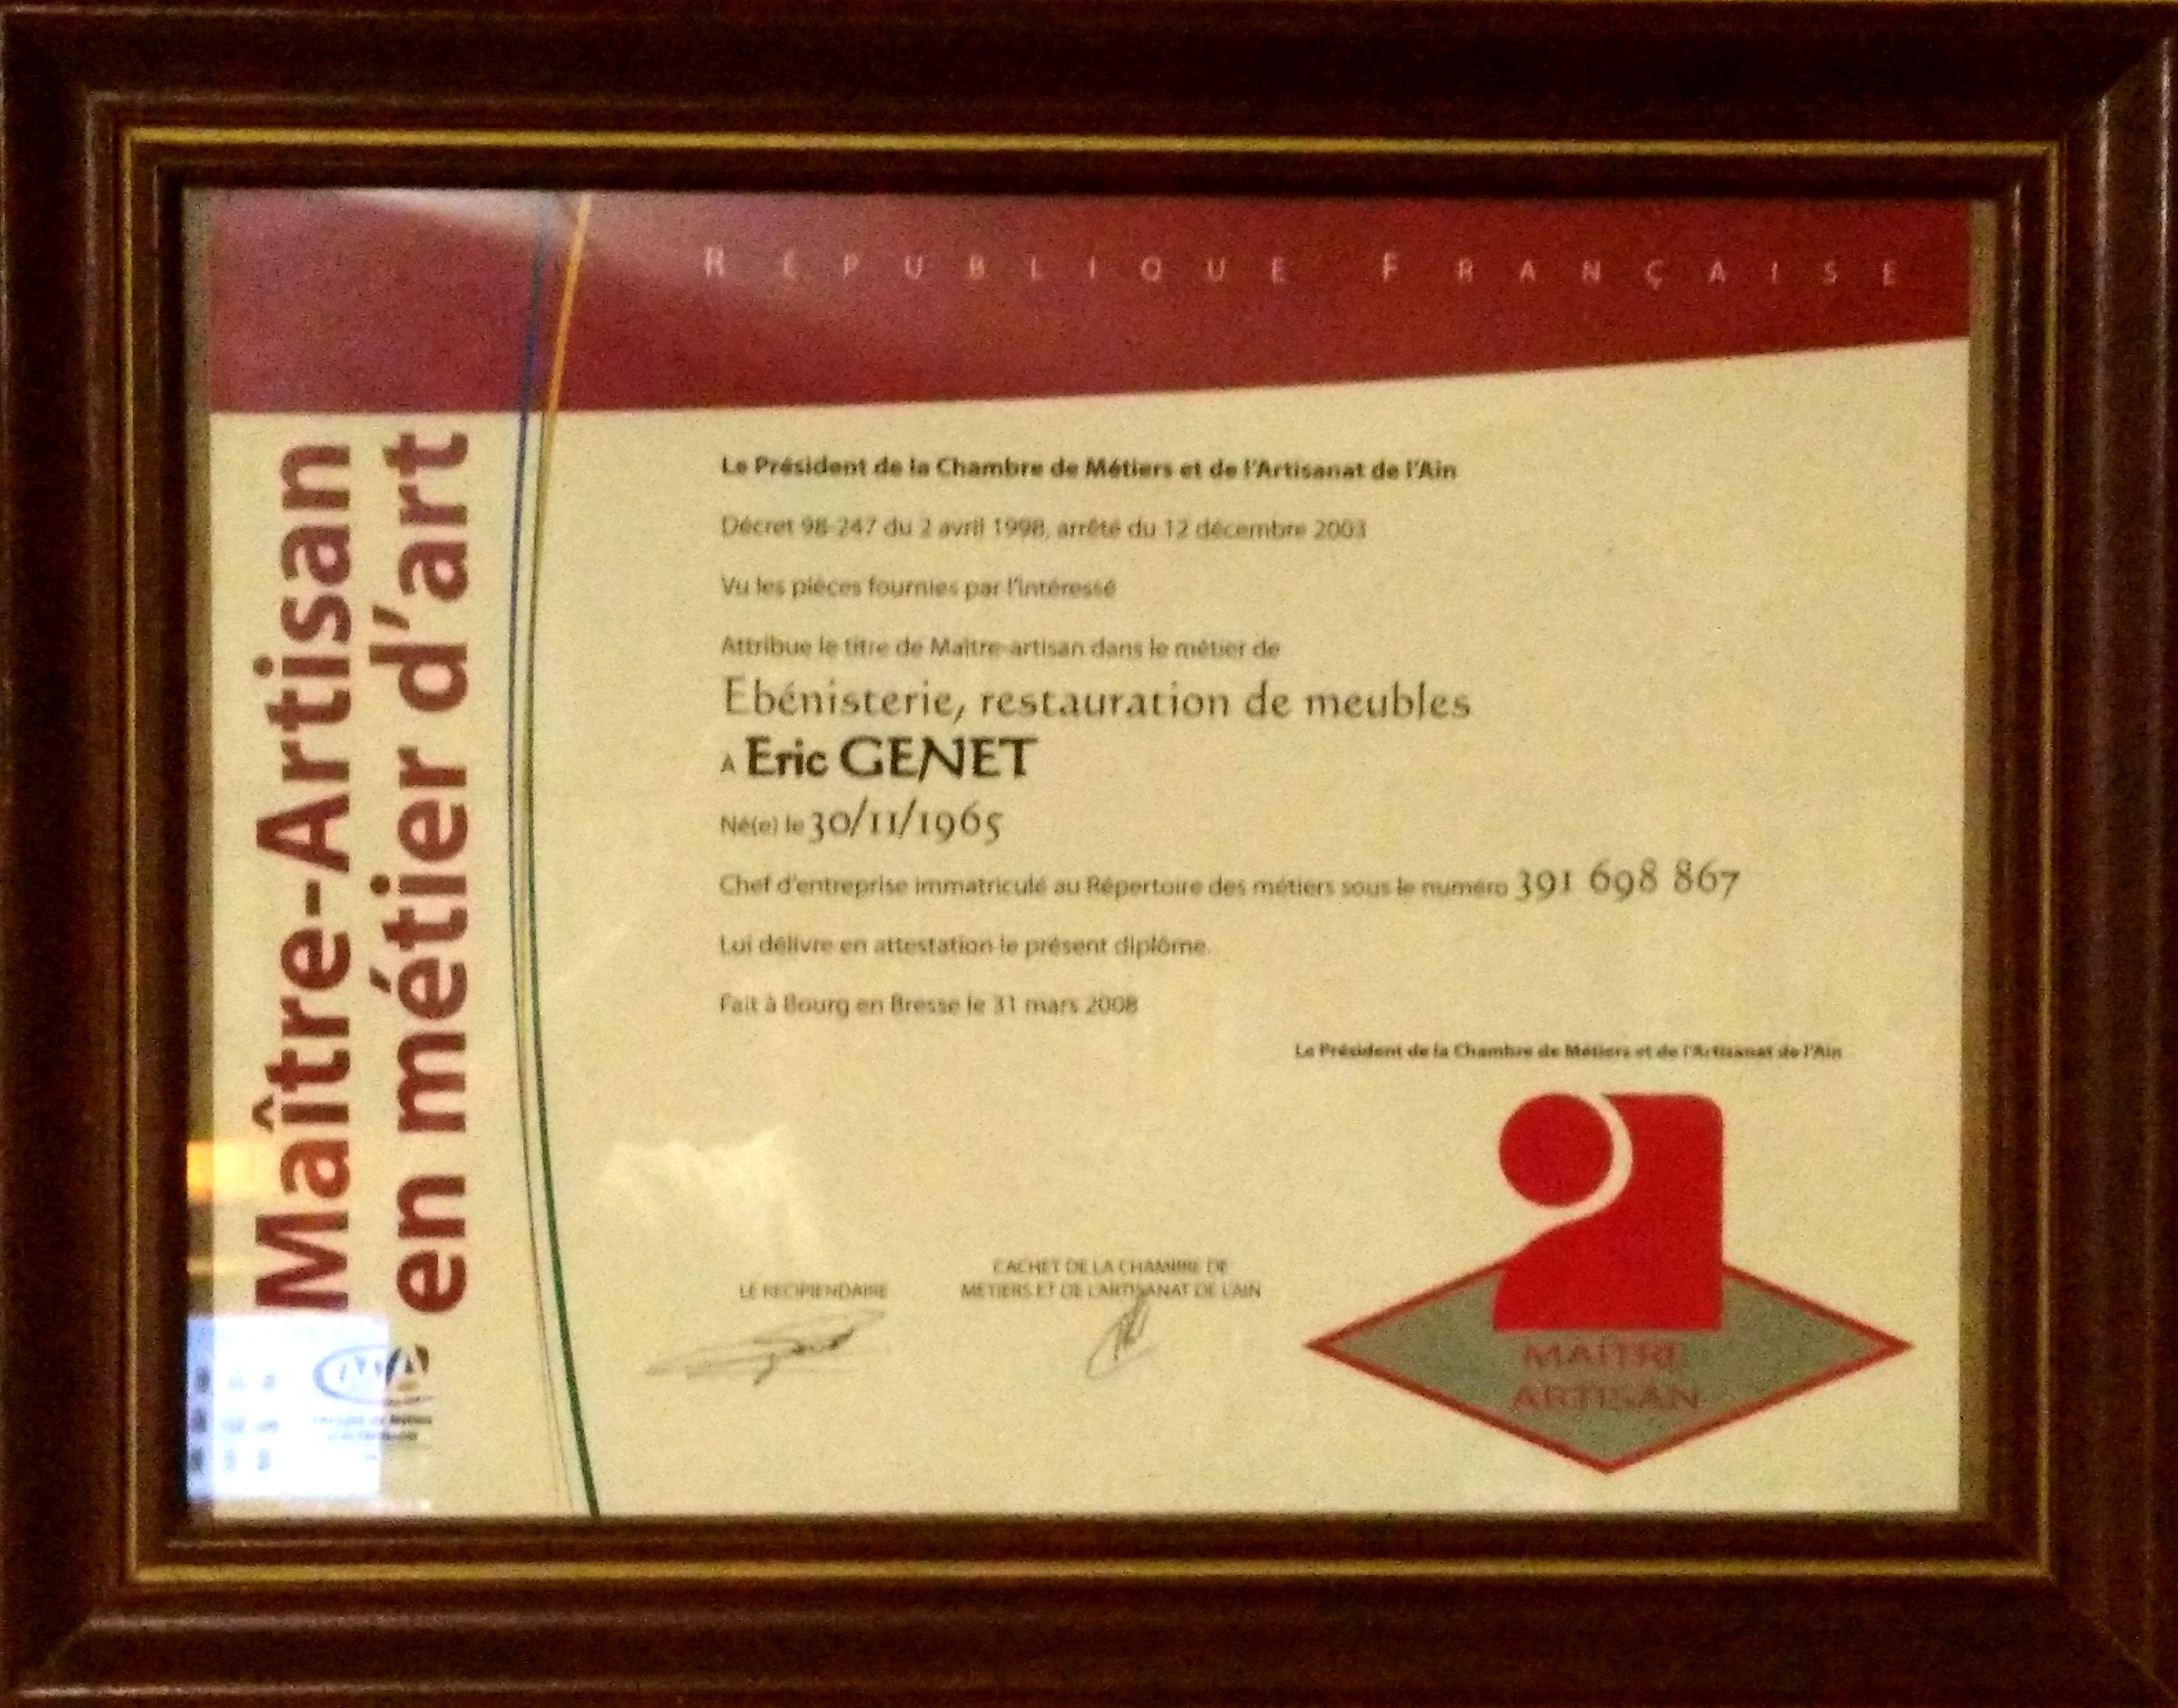 RÉPUBLIQUE FRANÇAISE
Maître-Artisan
en métier d'art
Le Président de la Chambre de Métiers et de l'Artisanat de l'Ain
Décret 98-247 du 2 avril 1998, arrêté du 12 décembre 2003
Vu les pièces fournies par l'intéressé
Attribue le titre de Maître-artisan dans le métier de
Ebénisterie, restauration de meubles
A Eric GENET
Né(e) le 30/11/1965
Chef d'entreprise immatriculé au Répertoire des métiers sous le numéro 391 698 867
Lui délivre en attestation le présent diplôme.
Fait à Bourg en Bresse le 31 mars 2008
Le Président de la Chambre de Métiers et de l'Artisanat de l'Ain
LE RECIPIENDAIRE
CACHET DE LA CHAMBRE DE
METIERS ET DE L'ARTISANAT DE L'AIN
MAÎTRE
ARTISAN